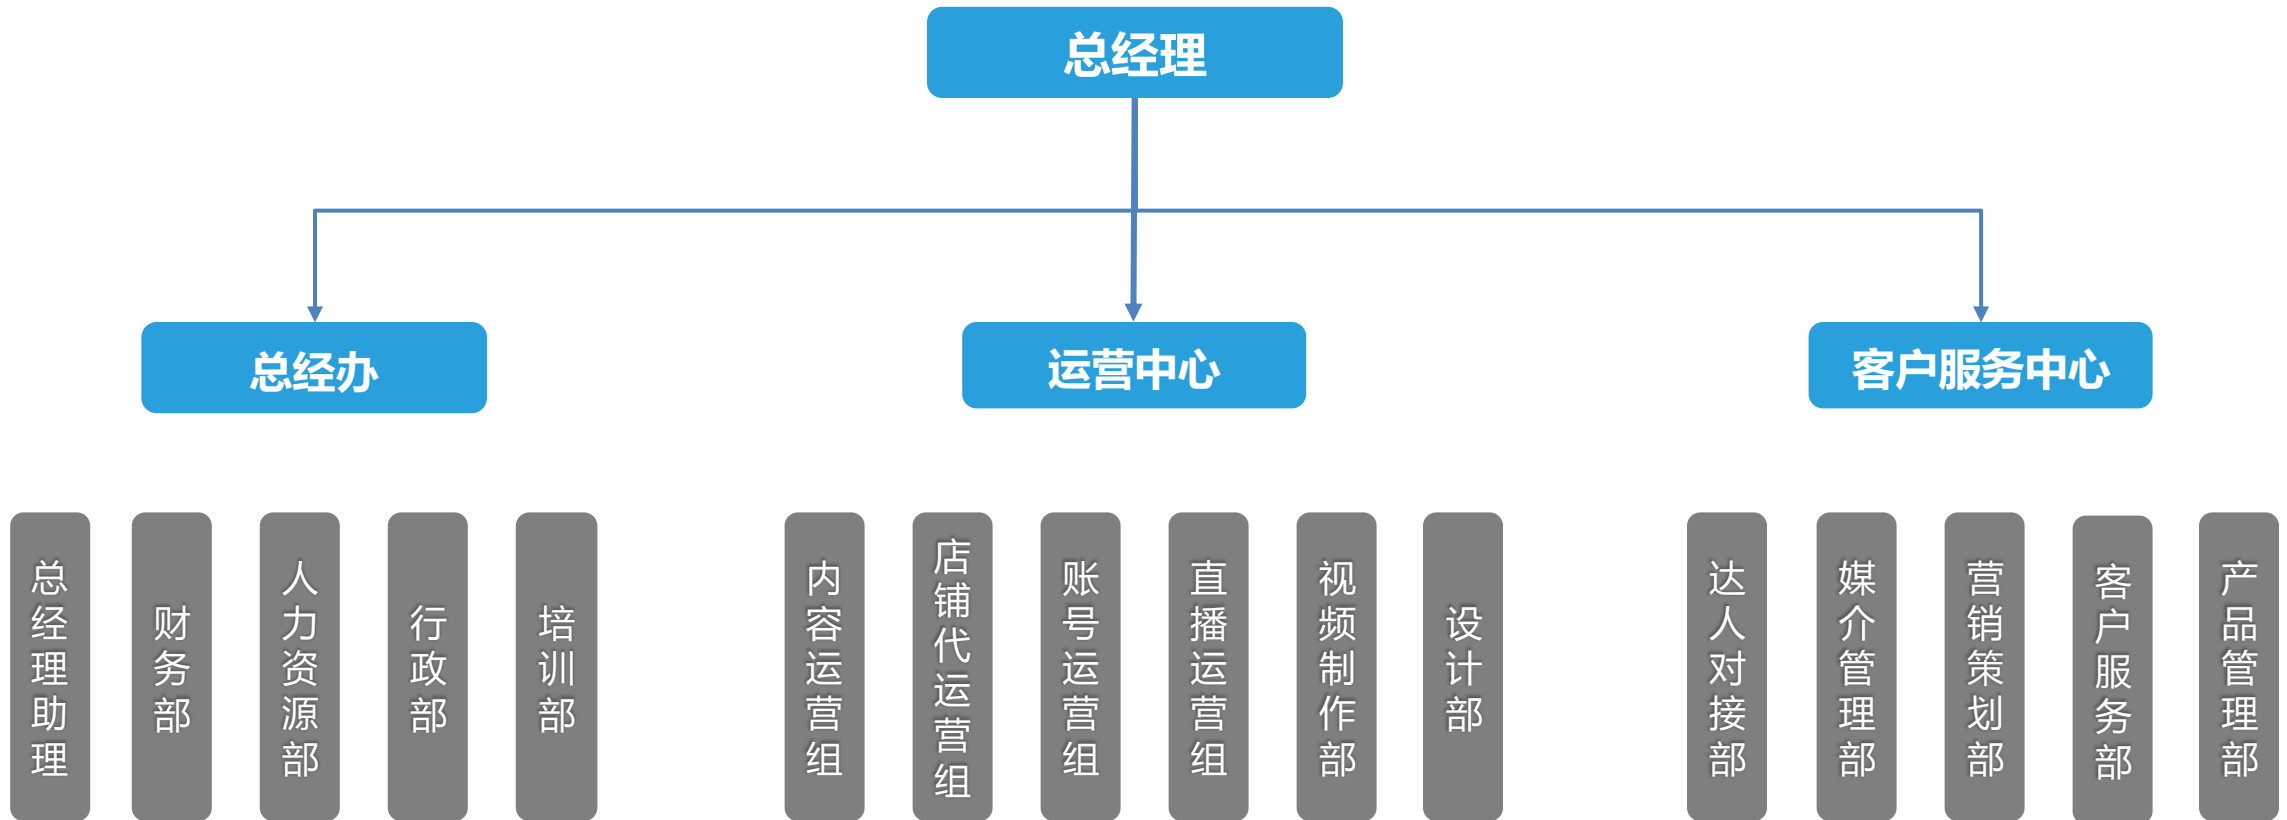 总经理
总经办
运营中心
客户服务中心
总经理助理
财务部
人力资源部
行政部
培训部
内容运营组
店铺代运营组
账号运营组
直播运营组
视频制作部
设计部
达人对接部
媒介管理部
营销策划部
客户服务部
产品管理部